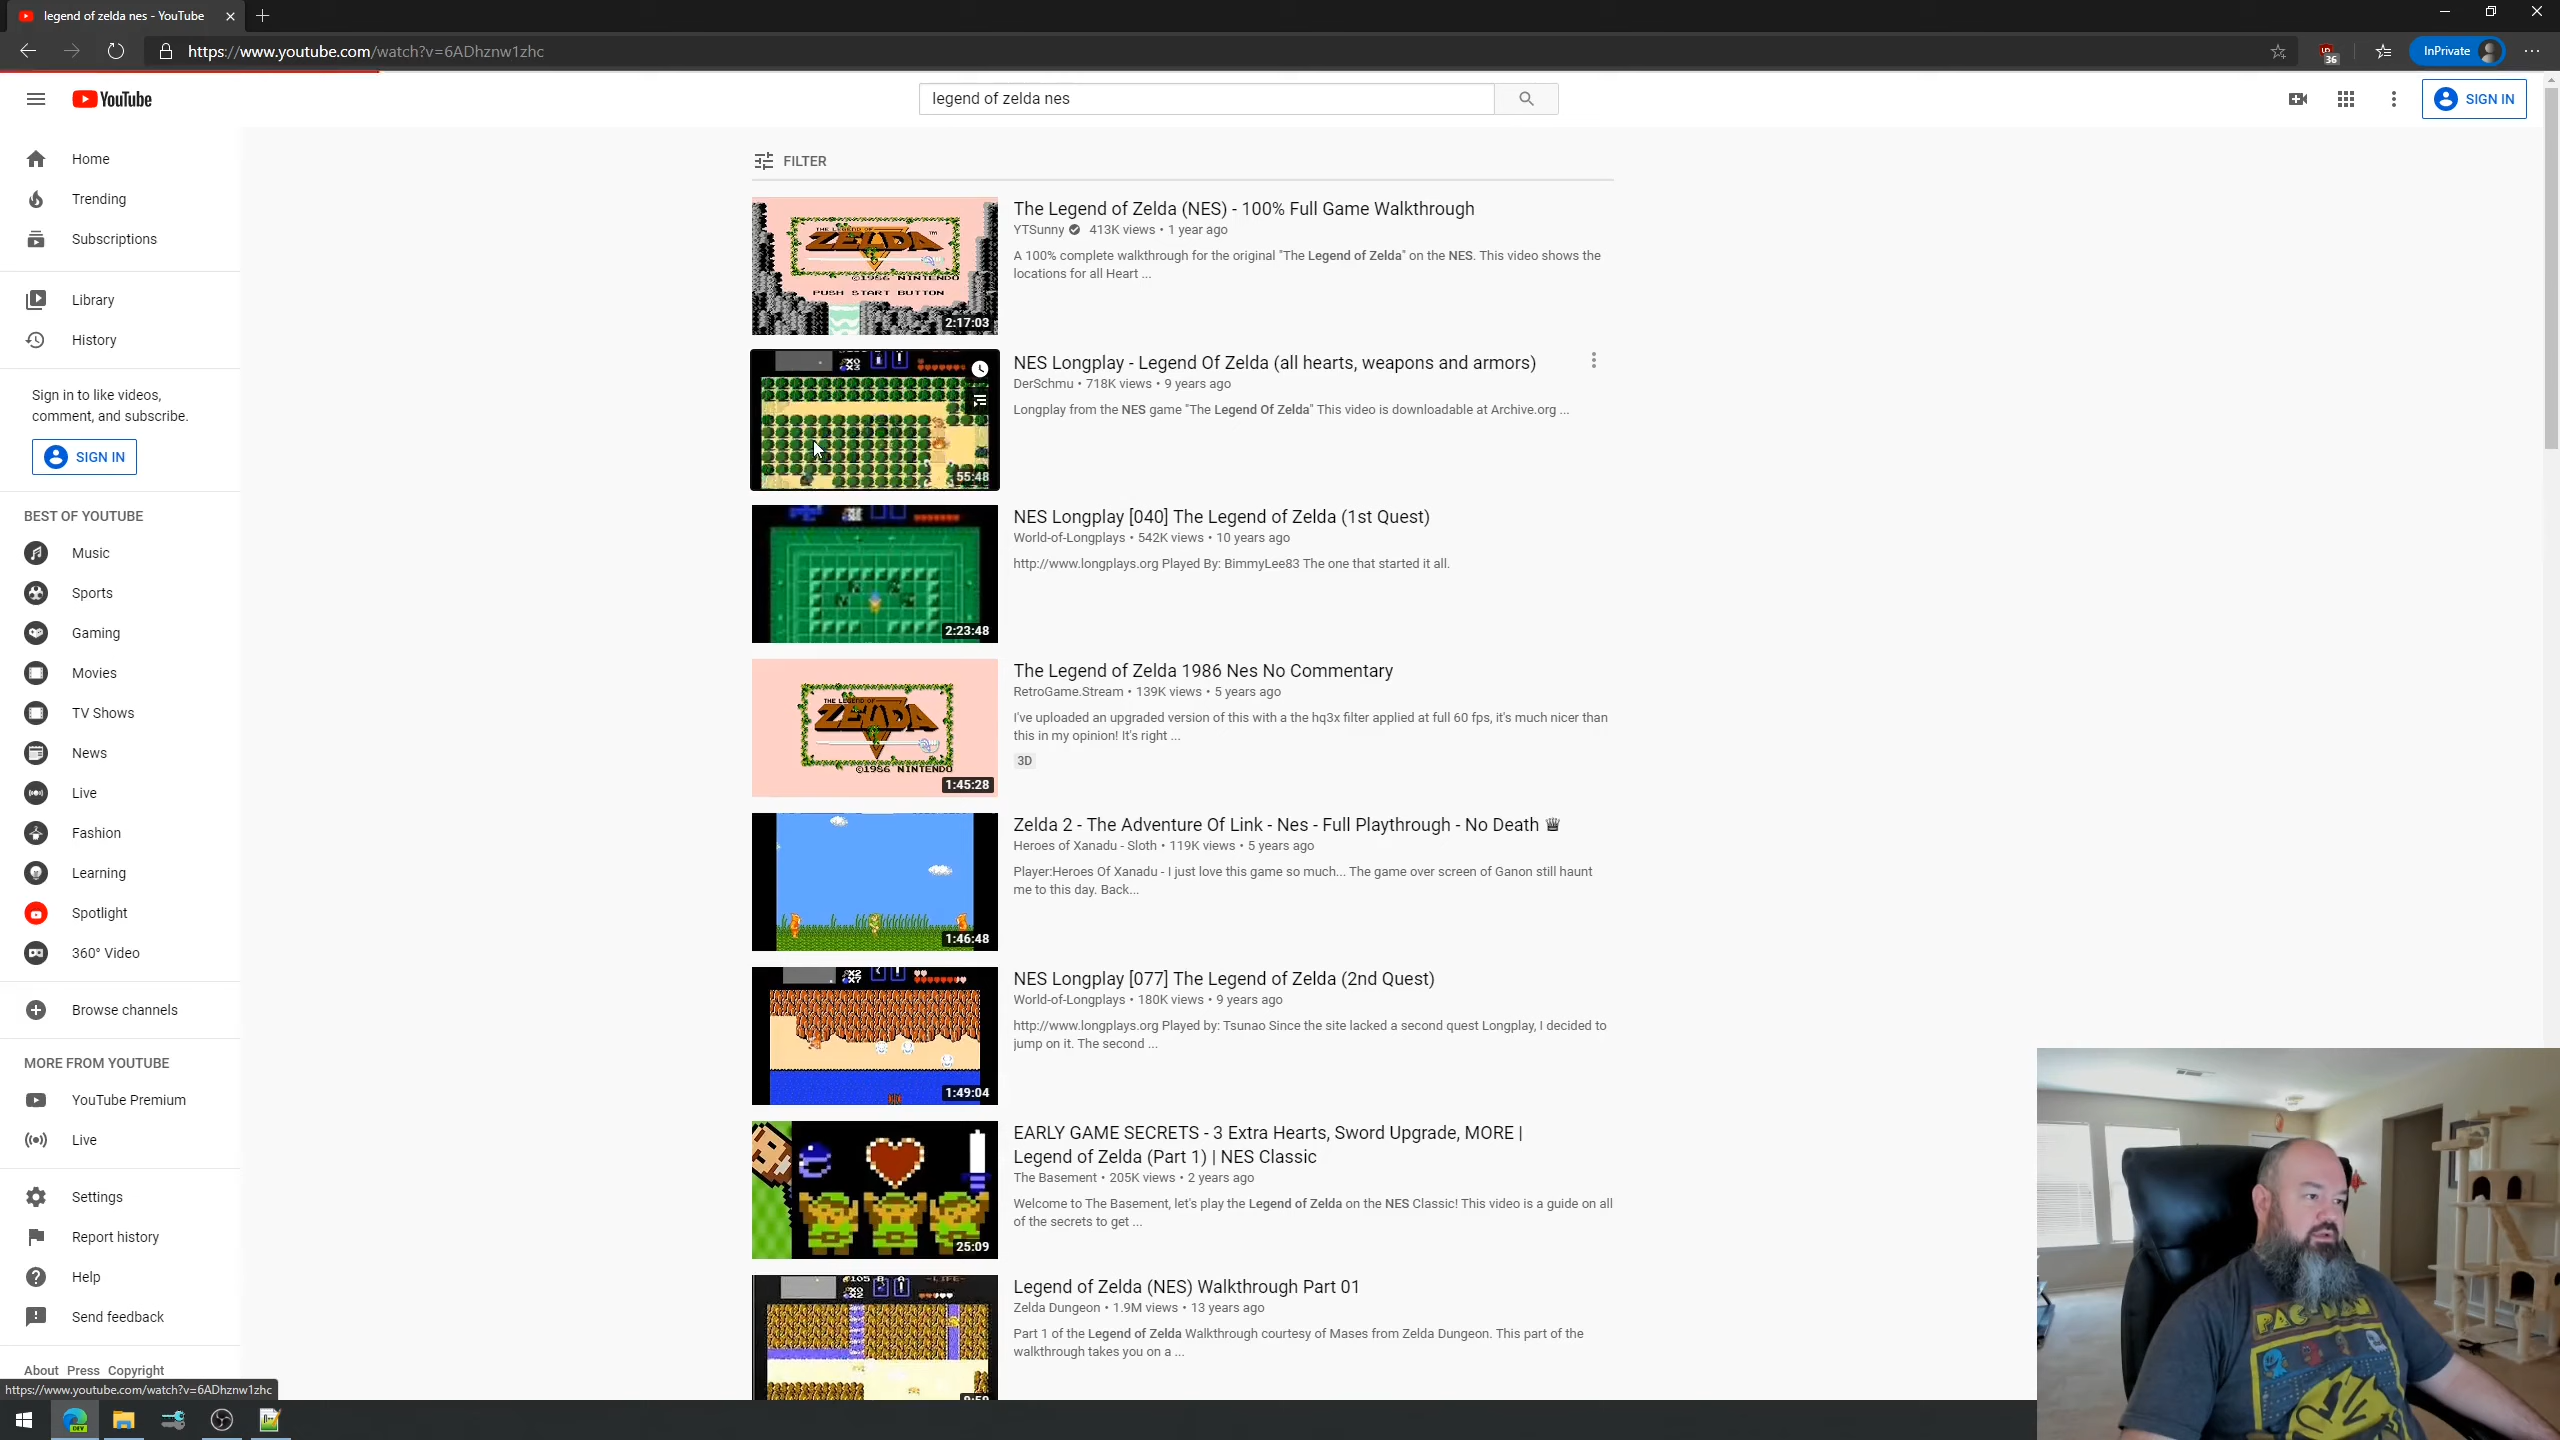 legend of zelda nes - YouTube
https://www.youtube.com/watch?v=6ADhznw1zhc
36
InPrivate
YouTube
legend of zelda nes
SIGN IN
Home
Trending
Subscriptions
Library
History
Sign in to like videos,
comment, and subscribe.
SIGN IN
BEST OF YOUTUBE
Music
Sports
Gaming
Movies
TV Shows
News
Live
Fashion
Learning
Spotlight
360° Video
Browse channels
MORE FROM YOUTUBE
YouTube Premium
Live
Settings
Report history
Help
Send feedback
About Press Copyright
https://www.youtube.com/watch?v=6ADhznw1zhc
FILTER
THE LEGEND OF
ZELDA
©1986 NINTENDO
PUSH START BUTTON
2:17:03
The Legend of Zelda (NES) - 100% Full Game Walkthrough
YTSunny 413K views • 1 year ago
A 100% complete walkthrough for the original "The Legend of Zelda" on the NES. This video shows the
locations for all Heart ...
55:48
NES Longplay - Legend Of Zelda (all hearts, weapons and armors)
DerSchmu • 718K views • 9 years ago
Longplay from the NES game "The Legend Of Zelda" This video is downloadable at Archive.org ...
2:23:48
NES Longplay [040] The Legend of Zelda (1st Quest)
World-of-Longplays • 542K views • 10 years ago
http://www.longplays.org Played By: BimmyLee83 The one that started it all.
THE LEGEND OF
ZELDA
©1986 NINTENDO
1:45:28
The Legend of Zelda 1986 Nes No Commentary
RetroGame.Stream • 139K views • 5 years ago
I've uploaded an upgraded version of this with a the hq3x filter applied at full 60 fps, it's much nicer than
this in my opinion! It's right ...
3D
1:46:48
Zelda 2 - The Adventure Of Link - Nes - Full Playthrough - No Death ♕
Heroes of Xanadu - Sloth • 119K views • 5 years ago
Player:Heroes Of Xanadu - I just love this game so much... The game over screen of Ganon still haunt
me to this day. Back...
1:49:04
NES Longplay [077] The Legend of Zelda (2nd Quest)
World-of-Longplays • 180K views • 9 years ago
http://www.longplays.org Played by: Tsunao Since the site lacked a second quest Longplay, I decided to
jump on it. The second ...
25:09
EARLY GAME SECRETS - 3 Extra Hearts, Sword Upgrade, MORE |
Legend of Zelda (Part 1) | NES Classic
The Basement • 205K views • 2 years ago
Welcome to The Basement, let's play the Legend of Zelda on the NES Classic! This video is a guide on all
of the secrets to get ...
Legend of Zelda (NES) Walkthrough Part 01
Zelda Dungeon • 1.9M views • 13 years ago
Part 1 of the Legend of Zelda Walkthrough courtesy of Mases from Zelda Dungeon. This part of the
walkthrough takes you on a ...
PAC-MAN